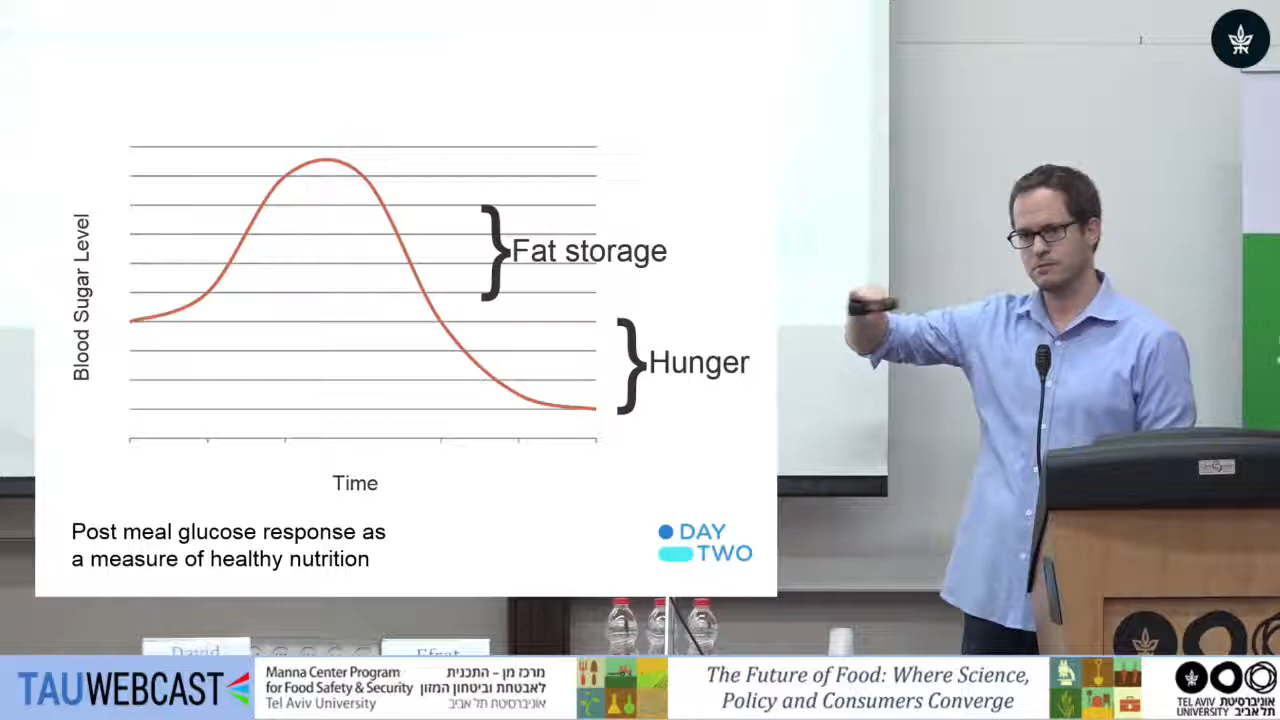 Blood Sugar Level
Fat storage
Hunger
Time
Post meal glucose response as
a measure of healthy nutrition
DAY
TWO
David
Efrat
TAUWEBCAST
Manna Center Program
for Food Safety & Security
Tel Aviv University
מרכז מן – התכנית
לאבטחת וביטחון המזון
אוניברסיטת תל אביב
The Future of Food: Where Science,
Policy and Consumers Converge
TEL AVIV אוניברסיטת
UNIVERSITY תל אביב